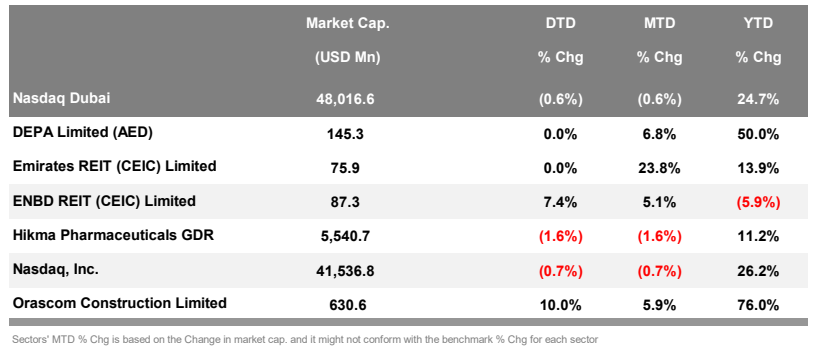 Market Cap. DTD MTD YTD
(USD Mn) % Chg % Chg % Chg
Nasdaq Dubai 48,016.6 (0.6%) (0.6%) 24.7%
DEPA Limited (AED) 145.3 0.0% 6.8% 50.0%
Emirates REIT (CEIC) Limited 75.9 0.0% 23.8% 13.9%
ENBD REIT (CEIC) Limited 87.3 7.4% 5.1% (5.9%)
Hikma Pharmaceuticals GDR 5,540.7 (1.6%) (1.6%) 11.2%
Nasdaq, Inc. 41,536.8 (0.7%) (0.7%) 26.2%
Orascom Construction Limited 630.6 10.0% 5.9% 76.0%
Sectors' MTD % Chg is based on the Change in market cap. and it might not conform with the benchmark % Chg for each sector